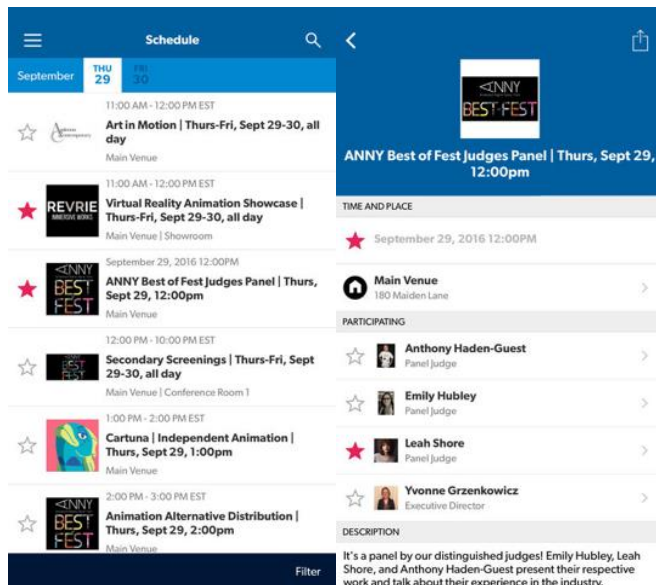 Schedule
September
THU
29
FRI
30
11:00 AM - 12:00 PM EST
Art in Motion | Thurs-Fri, Sept 29-30, all
day
Main Venue
REVRIE
IMMERSIVE WORKS
11:00 AM - 12:00 PM EST
Virtual Reality Animation Showcase |
Thurs-Fri, Sept 29-30, all day
Main Venue | Showroom
ANNY
BEST
FEST
September 29, 2016 12:00PM
ANNY Best of Fest Judges Panel | Thurs,
Sept 29, 12:00pm
Main Venue
BEST
FEST
12:00 PM - 10:00 PM EST
Secondary Screenings | Thurs-Fri, Sept
29-30, all day
Main Venue | Conference Room 1
1:00 PM - 2:00 PM EST
Cartuna | Independent Animation |
Thurs, Sept 29, 1:00pm
Main Venue
ANNY
BEST
FEST
2:00 PM - 3:00 PM EST
Animation Alternative Distribution |
Thurs, Sept 29, 2:00pm
Main Venue
Filter
ANNY
BEST-FEST
ANNY Best of Fest Judges Panel | Thurs, Sept 29,
12:00pm
TIME AND PLACE
September 29, 2016 12:00PM
Main Venue
180 Maiden Lane
PARTICIPATING
Anthony Haden-Guest
Panel Judge
Emily Hubley
Panel Judge
Leah Shore
Panel Judge
Yvonne Grzenkowicz
Executive Director
DESCRIPTION
It's a panel by our distinguished judges! Emily Hubley, Leah
Shore, and Anthony Haden-Guest present their respective
work and talk about their experience in the industry.